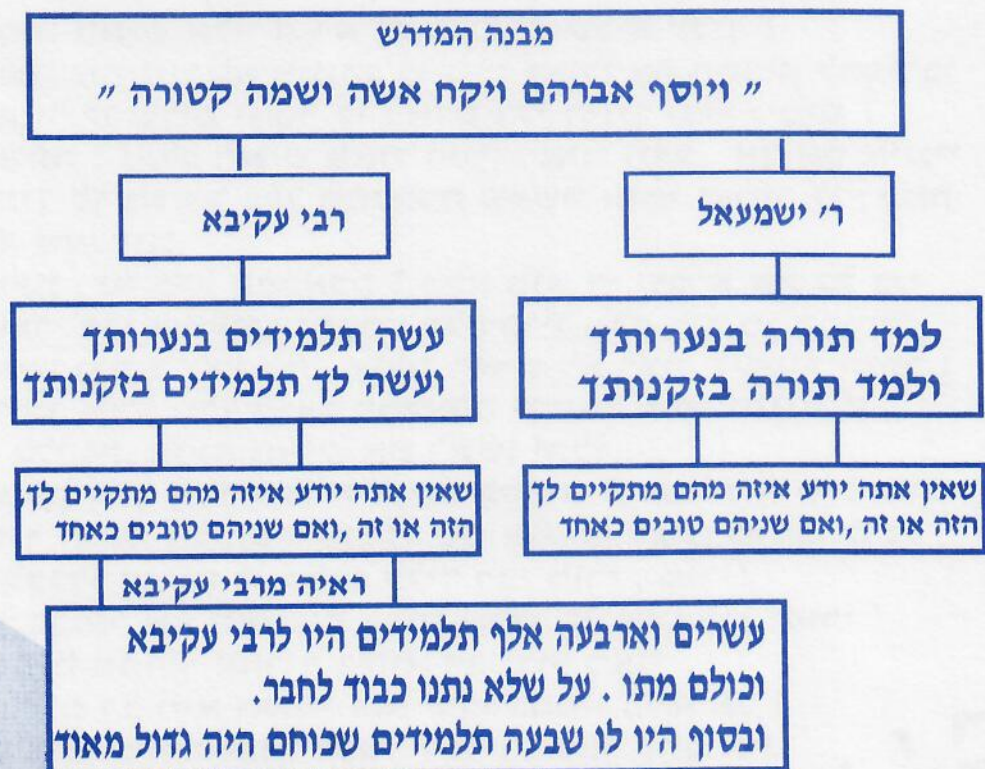 מבנה המדרש
״ ויוסף אברהם ויקח אשה ושמה קטורה ״
ר׳ ישמעאל
רבי עקיבא
למד תורה בנערותך
ולמד תורה בזקנותך
עשה תלמידים בנערותך
ועשה לך תלמידים בזקנותך
שאין אתה יודע איזה מהם מתקיים לך
הזה או זה ,ואם שניהם טובים כאחד
שאין אתה יודע איזה מהם מתקיים לך,
הזה או זה ,ואם שניהם טובים כאחד
ראיה מרבי עקיבא
עשרים וארבעה אלף תלמידים היו לרבי עקיבא
וכולם מתו . על שלא נתנו כבוד לחבר.
ובסוף היו לו שבעה תלמידים שכוחם היה גדול מאוד